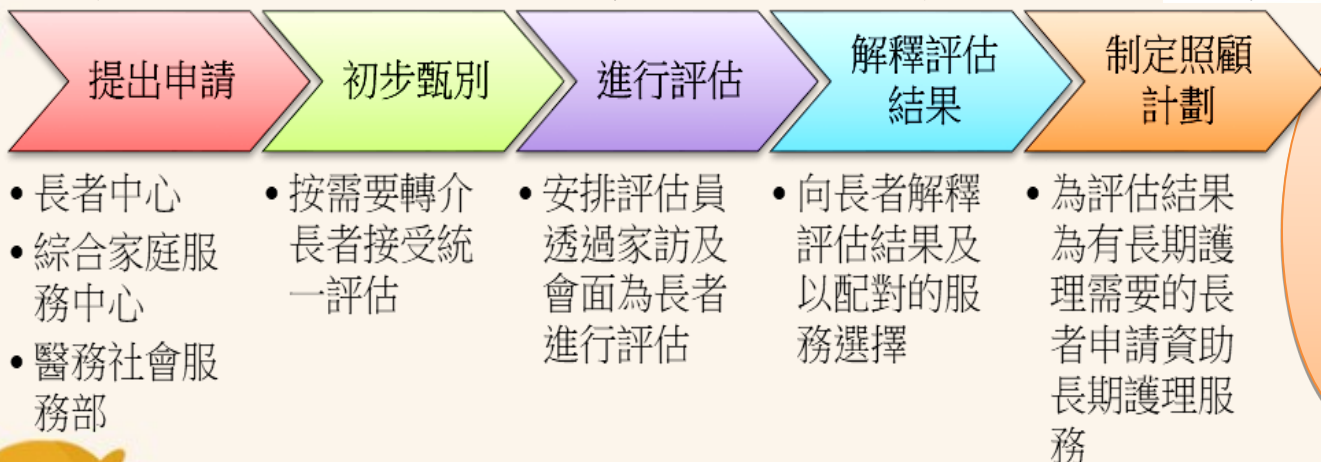 提出申請
初步甄別
進行評估
解釋評估
結果
制定照顧
計劃
• 長者中心
• 綜合家庭服
務中心
• 醫務社會服
務部
• 按需要轉介
長者接受統
一評估
• 安排評估員
透過家訪及
會面為長者
進行評估
• 向長者解釋
評估結果及
以配對的服
務選擇
• 為評估結果
為有長期護
理需要的長
者申請資助
長期護理服
務